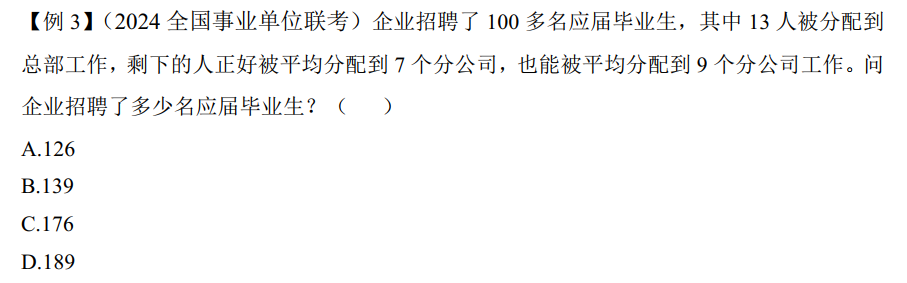 【例 3】（2024 全国事业单位联考）企业招聘了 100 多名应届毕业生，其中 13 人被分配到
总部工作，剩下的人正好被平均分配到 7 个分公司，也能被平均分配到 9 个分公司工作。问
企业招聘了多少名应届毕业生？（　　）
A.126
B.139
C.176
D.189